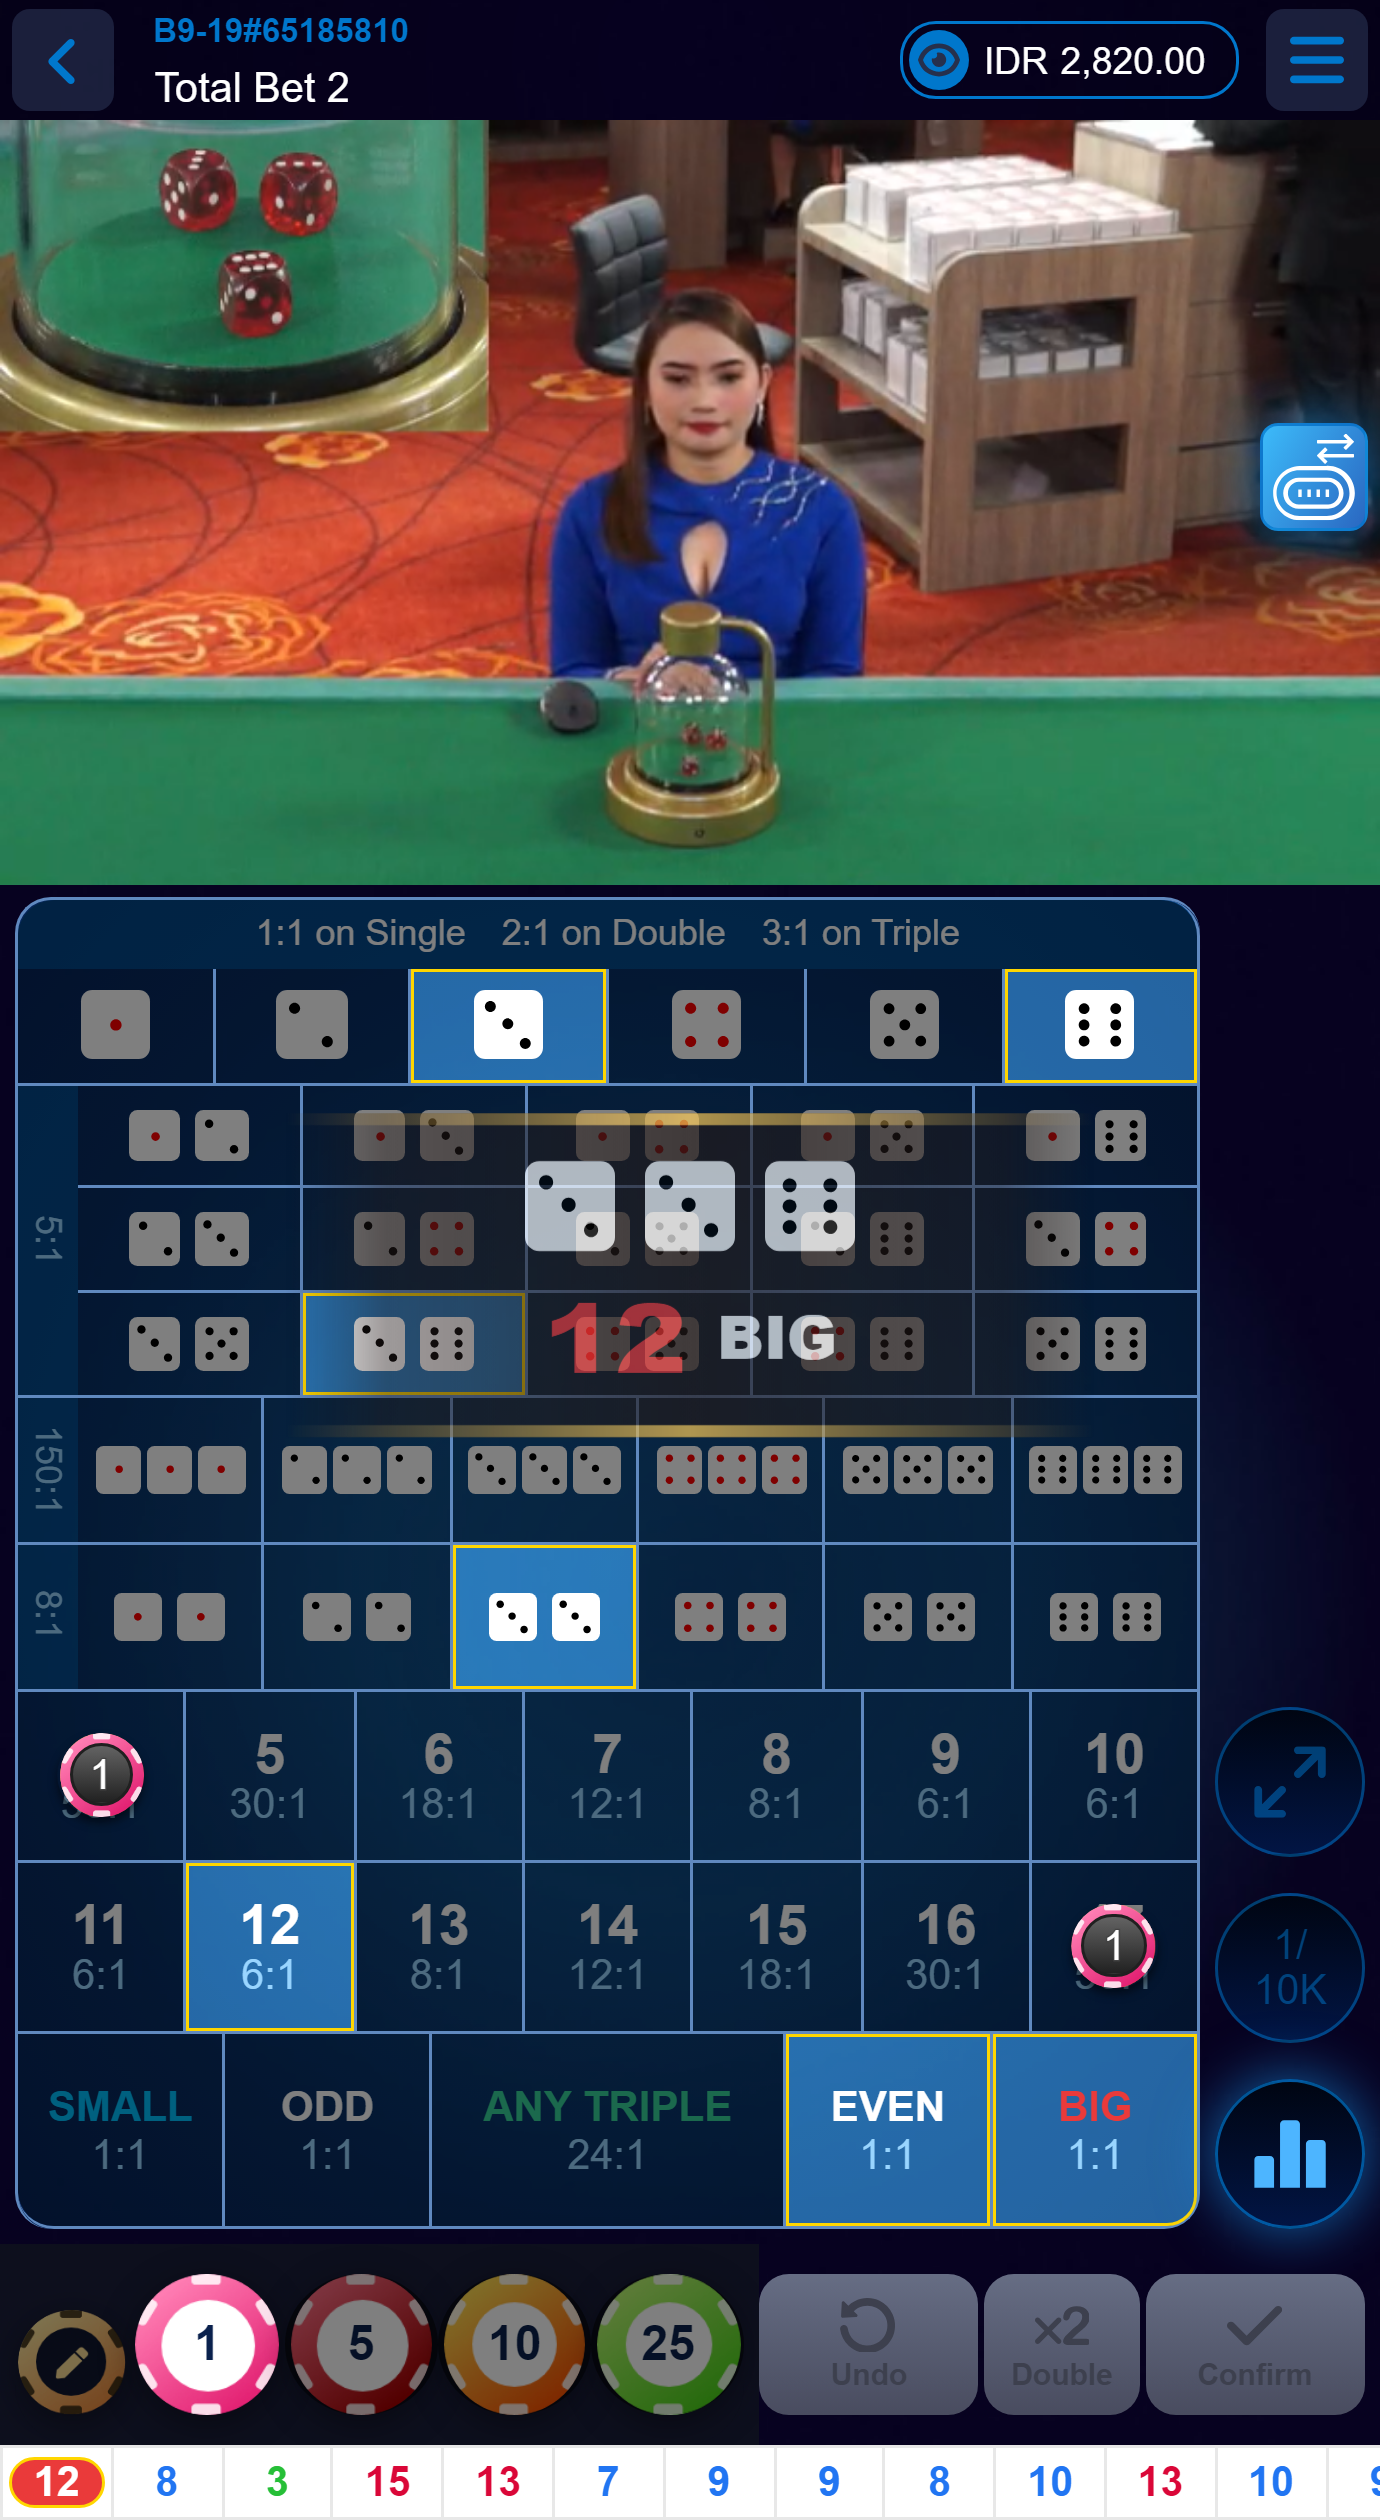 B9-19#65185810
Total Bet 2
IDR 2,820.00
1:1 on Single 2:1 on Double 3:1 on Triple
5:1
12 BIG
150:1
8:1
1 5 6 7 8 9 10
30:1 18:1 12:1 8:1 6:1 6:1
11 12 13 14 15 16 1
6:1 6:1 8:1 12:1 18:1 30:1
1/
10K
SMALL ODD ANY TRIPLE EVEN BIG
1:1 1:1 24:1 1:1 1:1
1 5 10 25
Undo x2 Double Confirm
12 8 3 15 13 7 9 9 8 10 13 10